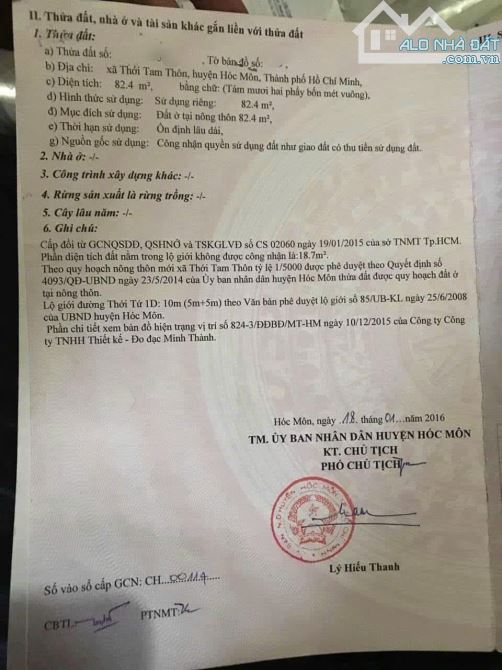 ALO NHÀ ĐẤT
II. Thửa đất, nhà ở và tài sản khác gắn liền với thửa đất
1. Thửa đất:
a) Thửa đất số: Tờ bản đồ số:
b) Địa chỉ: xã Thới Tam Thôn, huyện Hóc Môn, Thành phố Hồ Chí Minh,
c) Diện tích: 82.4 m², bằng chữ: (Tám mươi hai phẩy bốn mét vuông),
d) Hình thức sử dụng: Sử dụng riêng: 82.4 m²,
đ) Mục đích sử dụng: Đất ở tại nông thôn 82.4 m²,
e) Thời hạn sử dụng: Ổn định lâu dài,
g) Nguồn gốc sử dụng: Công nhận quyền sử dụng đất như giao đất có thu tiền sử dụng đất.
2. Nhà ở: -/-
3. Công trình xây dựng khác: -/-
4. Rừng sản xuất là rừng trồng: -/-
5. Cây lâu năm: -/-
6. Ghi chú:
Cấp đổi từ GCNQSDĐ, QSHNỞ và TSKGLVĐ số CS 02060 ngày 19/01/2015 của sở TNMT Tp.HCM.
Phần diện tích đất nằm trong lộ giới không được công nhận là:18.7m².
Theo quy hoạch nông thôn mới xã Thới Tam Thôn tỷ lệ 1/5000 được phê duyệt theo Quyết định số
4093/QĐ-UBND ngày 23/5/2014 của Ủy ban nhân dân huyện Hóc Môn thửa đất được quy hoạch đất ở
tại nông thôn.
Lộ giới đường Thới Tứ 1D: 10m (5m+5m) theo Văn bản phê duyệt lộ giới số 85/UB-KL ngày 25/6/2008
của UBND huyện Hóc Môn.
Phần chi tiết xem bản đồ hiện trạng vị trí số 824-3/ĐĐBĐ/MT-HM ngày 10/12/2015 của Công ty Công
ty TNHH Thiết kế - Đo đạc Minh Thành.
Hóc Môn, ngày 18 tháng 01 năm 2016
TM. ỦY BAN NHÂN DÂN HUYỆN HÓC MÔN
KT. CHỦ TỊCH
PHÓ CHỦ TỊCH
Lý Hiếu Thanh
Số vào sổ cấp GCN: CH 00114
CBTL: PTNMT: